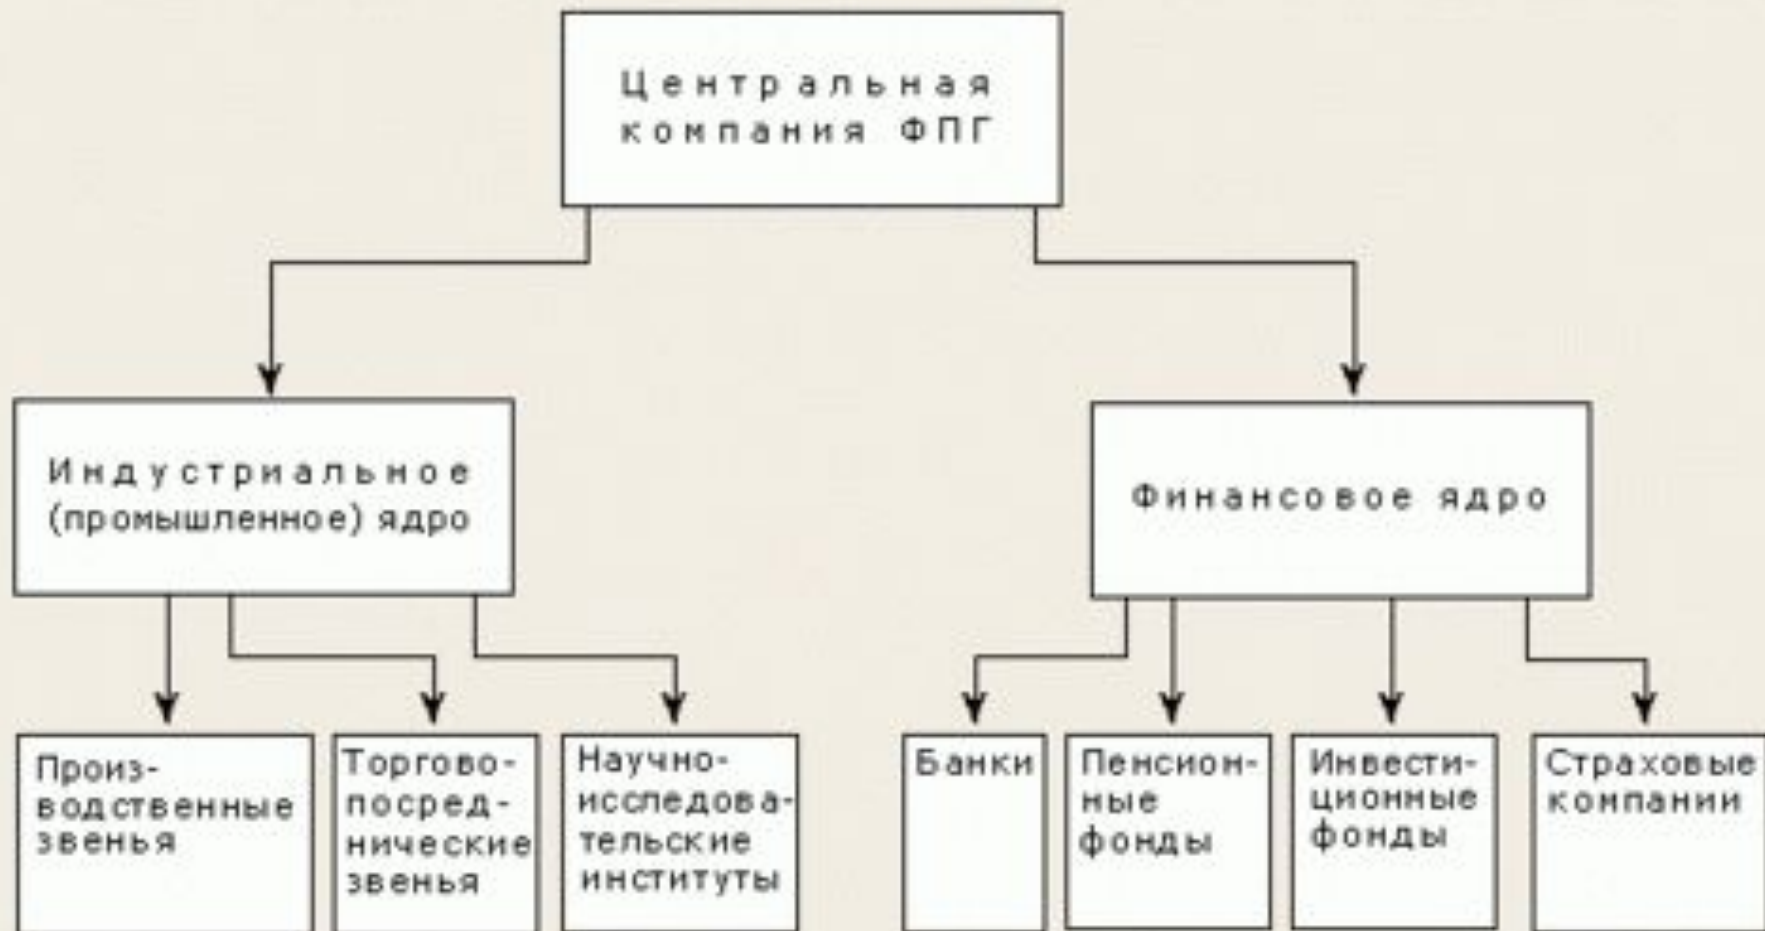 Центральная
компания ФПГ
Индустриальное
(промышленное) ядро
Финансовое ядро
Произ-
водственные
звенья
Торгово-
посред-
нические
звенья
Научно-
исследова-
тельские
институты
Банки
Пенсион-
ные
фонды
Инвести-
ционные
фонды
Страховые
компании